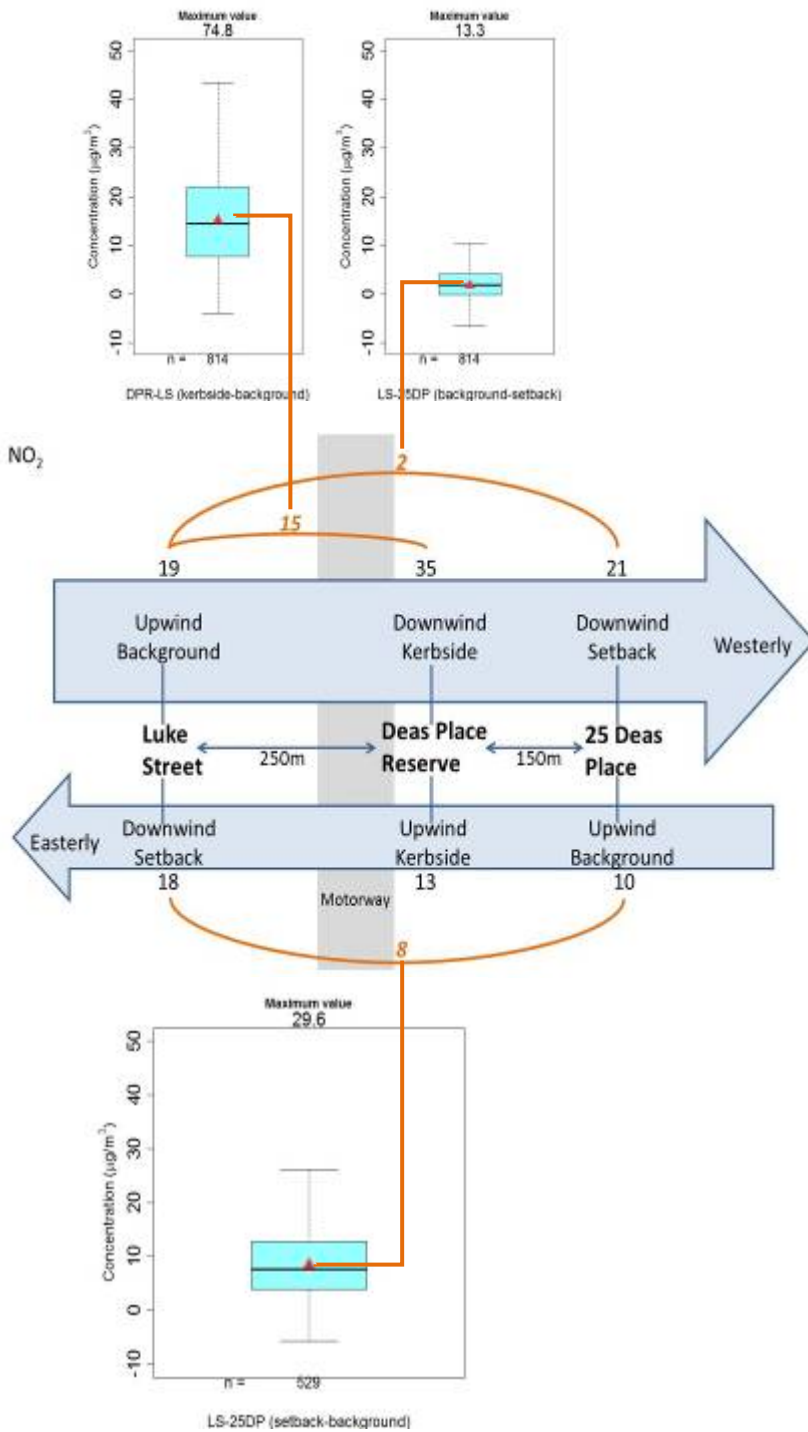 Maximum value
74.8
Concentration (µg/m³)
50
40
30
20
10
0
-10
n = 814
DPR-LS (kerbside-background)
Maximum value
13.3
Concentration (µg/m³)
50
40
30
20
10
0
-10
n = 814
LS-25DP (background-setback)
NO₂
2
15
19
35
21
Upwind
Background
Downwind
Kerbside
Downwind
Setback
Westerly
Luke
Street
250m
Deas Place
Reserve
150m
25 Deas
Place
Easterly
Downwind
Setback
Upwind
Kerbside
Upwind
Background
18
Motorway
13
10
8
Maximum value
29.6
Concentration (µg/m³)
50
40
30
20
10
0
-10
n = 529
LS-25DP (setback-background)